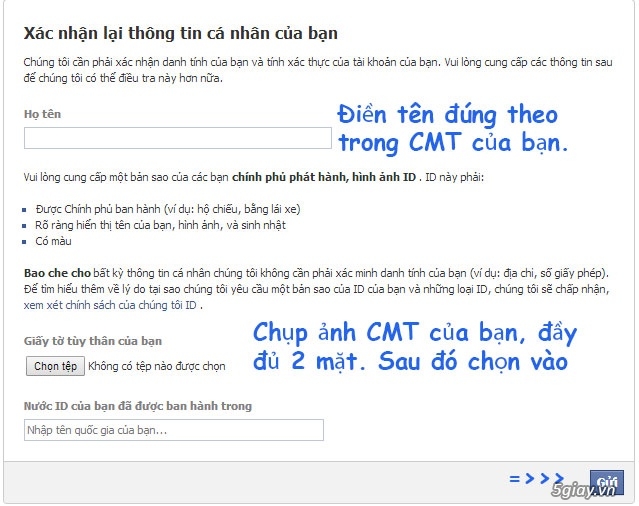 Xác nhận lại thông tin cá nhân của bạn
Chúng tôi cần phải xác nhận danh tính của bạn và tính xác thực của tài khoản của bạn. Vui lòng cung cấp các thông tin sau
để chúng tôi có thể điều tra này hơn nữa.
Họ tên
Điền tên đúng theo
trong CMT của bạn.
Vui lòng cung cấp một bản sao của các bạn chính phủ phát hành, hình ảnh ID . ID này phải:
Được Chính phủ ban hành (ví dụ: hộ chiếu, bằng lái xe)
Rõ ràng hiển thị tên của bạn, hình ảnh, và sinh nhật
Có màu
Bao che cho bất kỳ thông tin cá nhân chúng tôi không cần phải xác minh danh tính của bạn (ví dụ: địa chỉ, số giấy phép).
Để tìm hiểu thêm về lý do tại sao chúng tôi yêu cầu một bản sao của ID của bạn và những loại ID, chúng tôi sẽ chấp nhận,
xem xét chính sách của chúng tôi ID .
Chụp ảnh CMT của bạn, đầy
đủ 2 mặt. Sau đó chọn vào
Giấy tờ tùy thân của bạn
Chọn tệp Không có tệp nào được chọn
Nước ID của bạn đã được ban hành trong
Nhập tên quốc gia của bạn...
=>>> Gửi
5giay.vn